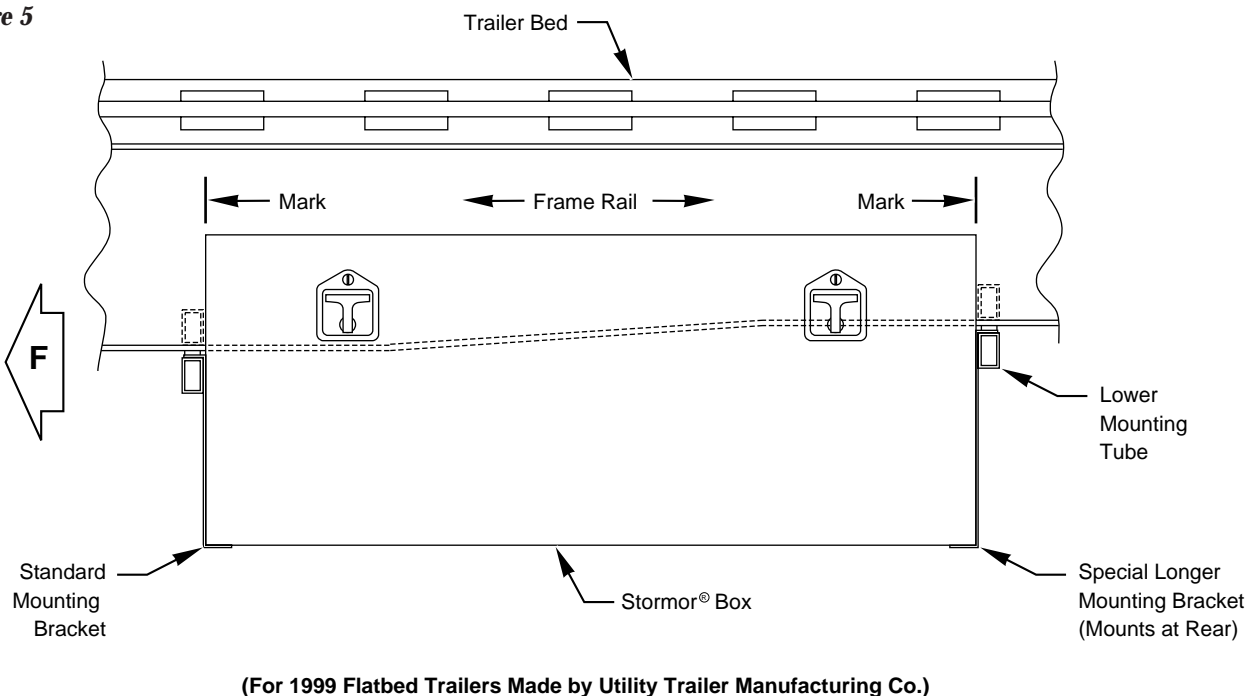 re 5
Trailer Bed
Mark
Frame Rail
Mark
F
Lower
Mounting
Tube
Standard
Mounting
Bracket
Stormor® Box
Special Longer
Mounting Bracket
(Mounts at Rear)
(For 1999 Flatbed Trailers Made by Utility Trailer Manufacturing Co.)